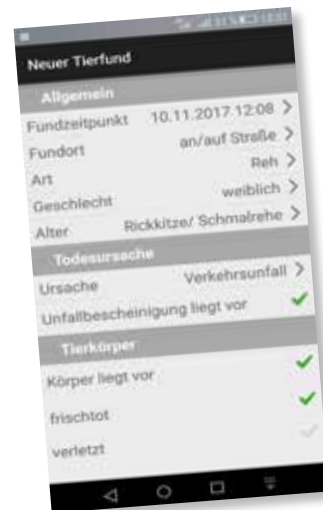 Neuer Tierfund
Allgemein
Fundzeitpunkt 10.11.2017 12:08
Fundort an/auf Straße
Art Reh
Geschlecht weiblich
Alter Rickkitze/ Schmalrehe
Todesursache
Ursache Verkehrsunfall
Unfallbescheinigung liegt vor
Tierkörper
Körper liegt vor
frischtot
verletzt